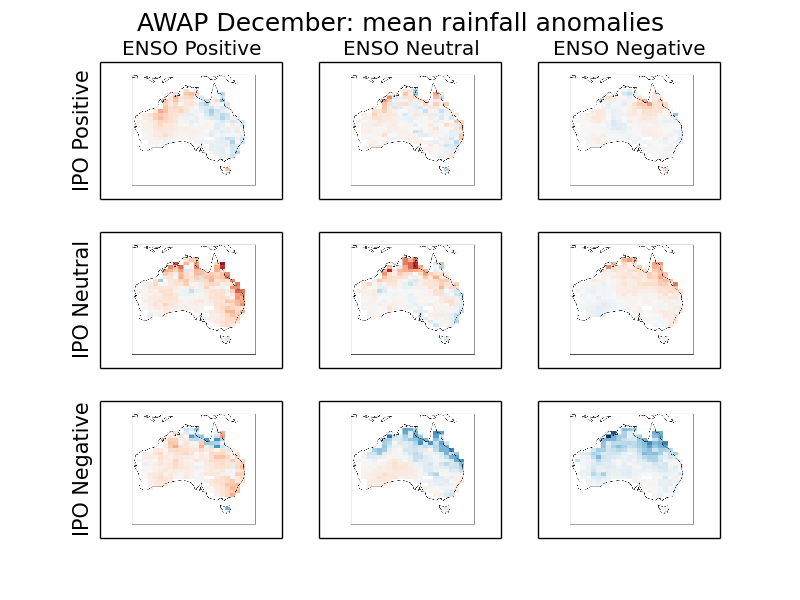 AWAP December: mean rainfall anomalies
ENSO Positive
ENSO Neutral
ENSO Negative
IPO Positive
IPO Neutral
IPO Negative